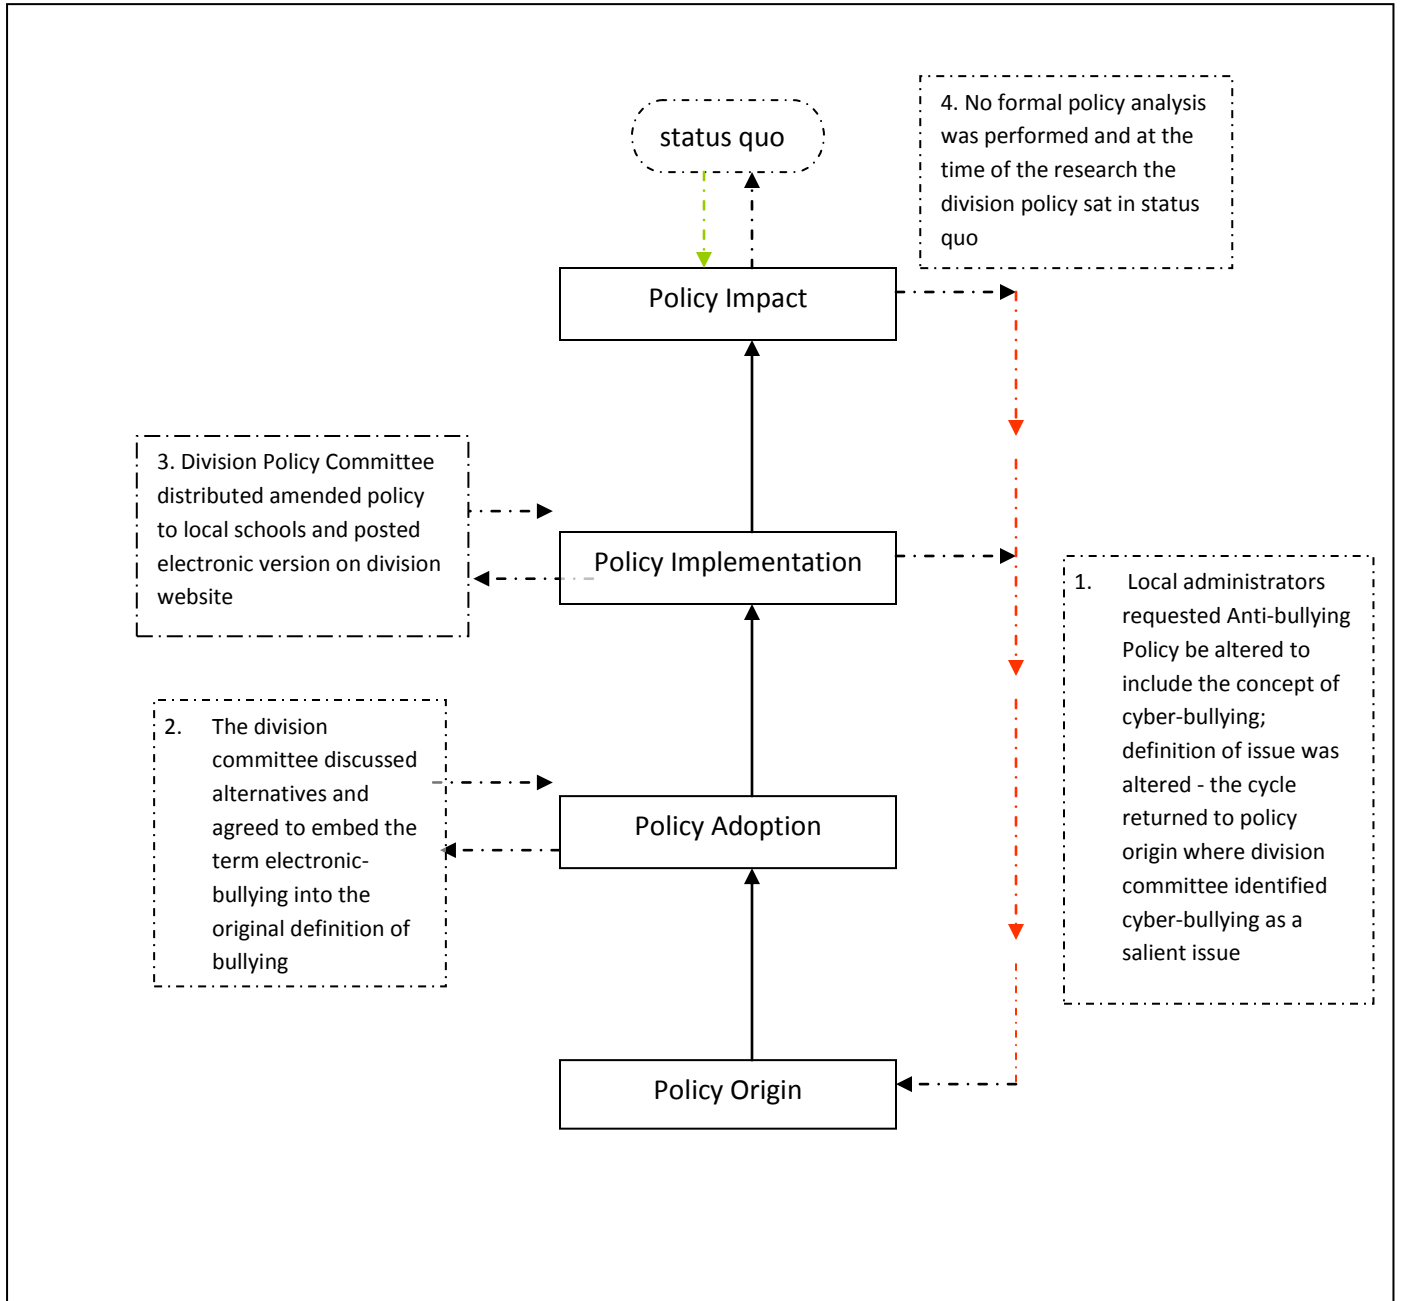 status quo
4. No formal policy analysis
was performed and at the
time of the research the
division policy sat in status
quo
Policy Impact
3. Division Policy Committee
distributed amended policy
to local schools and posted
electronic version on division
website
Policy Implementation
1. Local administrators
requested Anti-bullying
Policy be altered to
include the concept of
cyber-bullying;
definition of issue was
altered - the cycle
returned to policy
origin where division
committee identified
cyber-bullying as a
salient issue
2. The division
committee discussed
alternatives and
agreed to embed the
term electronic-
bullying into the
original definition of
bullying
Policy Adoption
Policy Origin